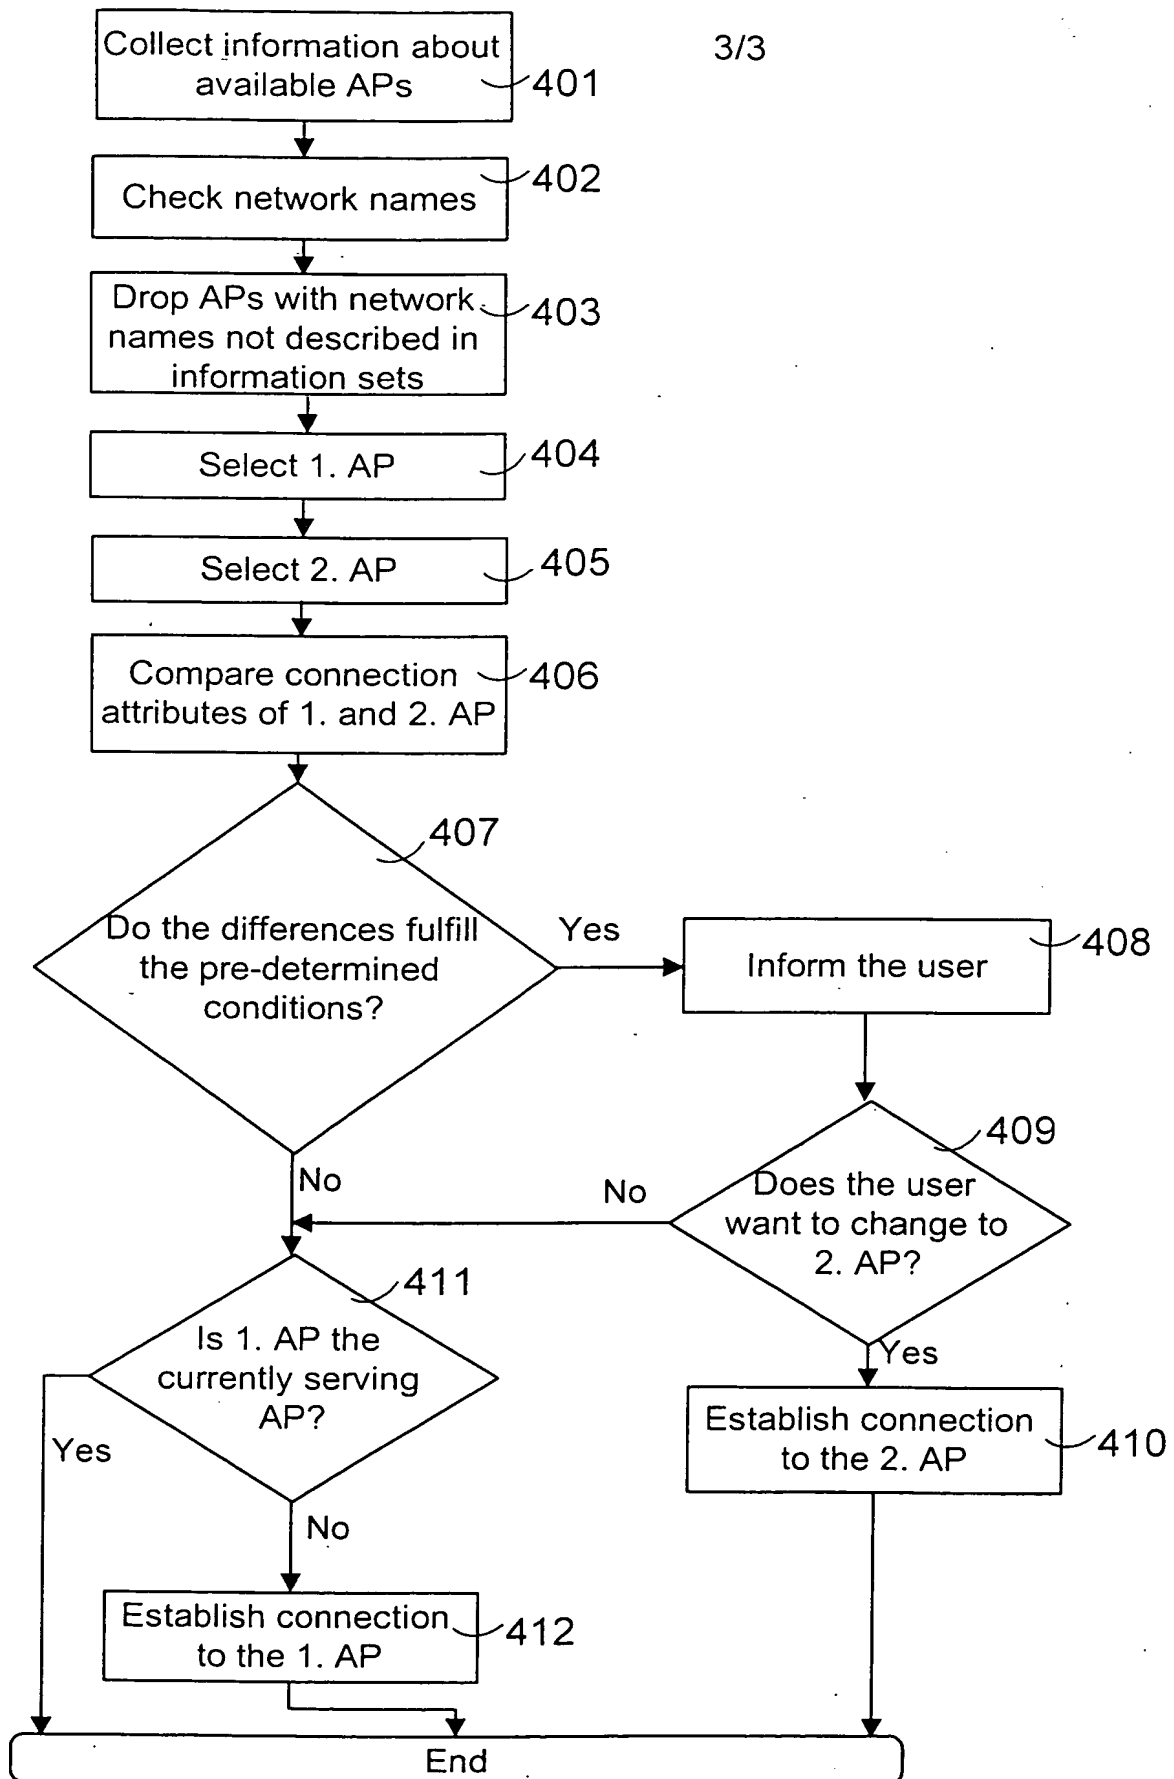 3/3
Collect information about
available APs
401
Check network names
402
Drop APs with network
names not described in
information sets
403
Select 1. AP
404
Select 2. AP
405
Compare connection
attributes of 1. and 2. AP
406
407
Do the differences fulfill
the pre-determined
conditions?
Yes
Inform the user
408
No
409
Does the user
want to change to
2. AP?
No
Yes
Establish connection
to the 2. AP
410
411
Is 1. AP the
currently serving
AP?
Yes
No
Establish connection
to the 1. AP
412
End